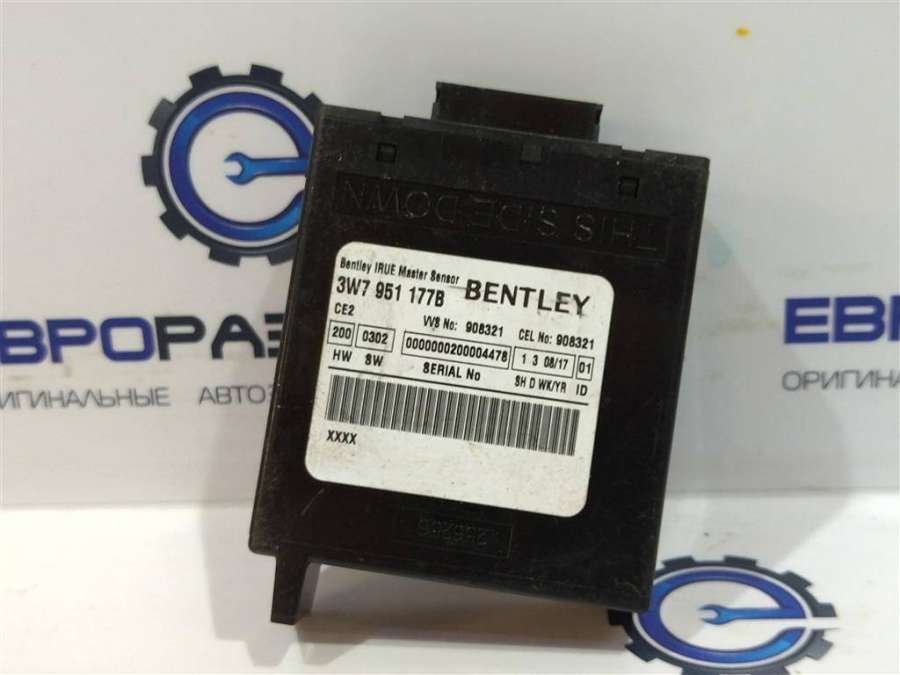 ЕВРОРАЗ
ОРИГИНАЛЬНЫЕ АВТОЗ
ЕВ
ОРИГИНА
THIS SIDE DOWN
Bentley IRUE Master Sensor
3W7 951 177B BENTLEY
CE2 VVS No: 908321 CEL No: 908321
200 0302 0000000200004478 1 3 08/17 01
HW SW SERIAL No SH D WK/YR ID
XXXX